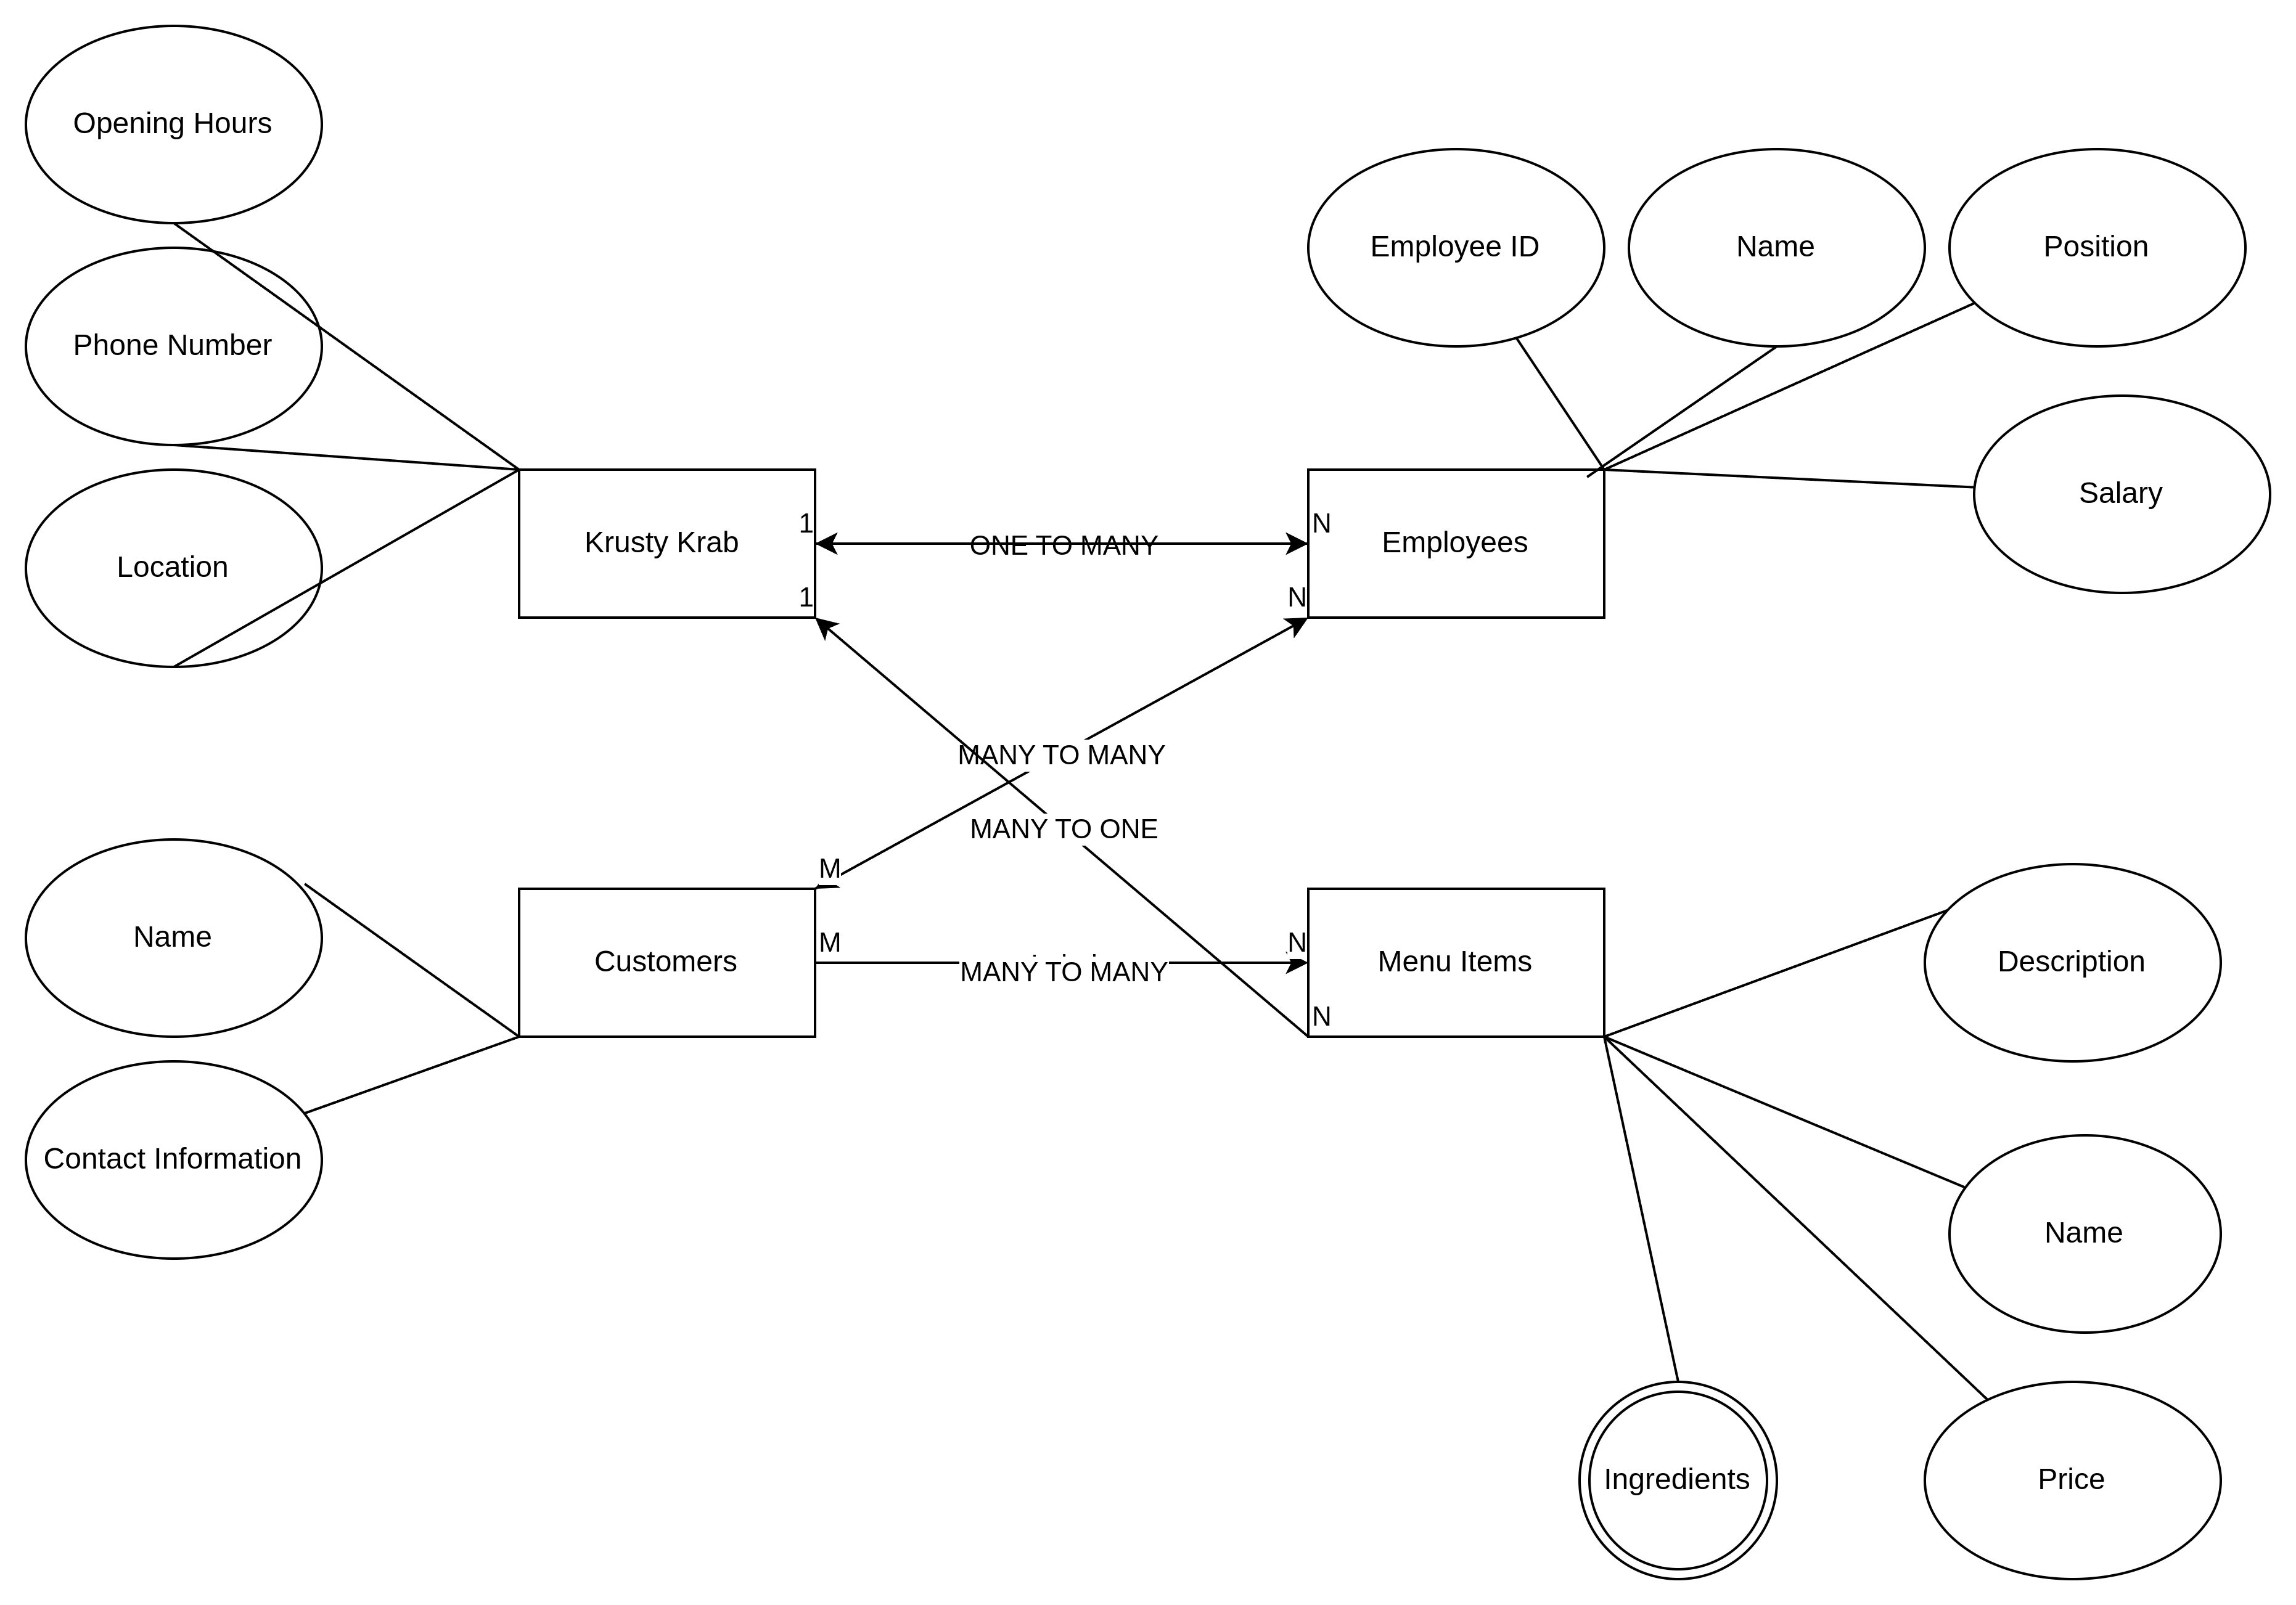 Opening Hours
Employee ID
Name
Position
Phone Number
Salary
Location
1
N
Krusty Krab
ONE TO MANY
Employees
1
N
MANY TO MANY
MANY TO ONE
M
Name
M
N
Customers
MANY TO MANY
Menu Items
Description
N
Contact Information
Name
Ingredients
Price